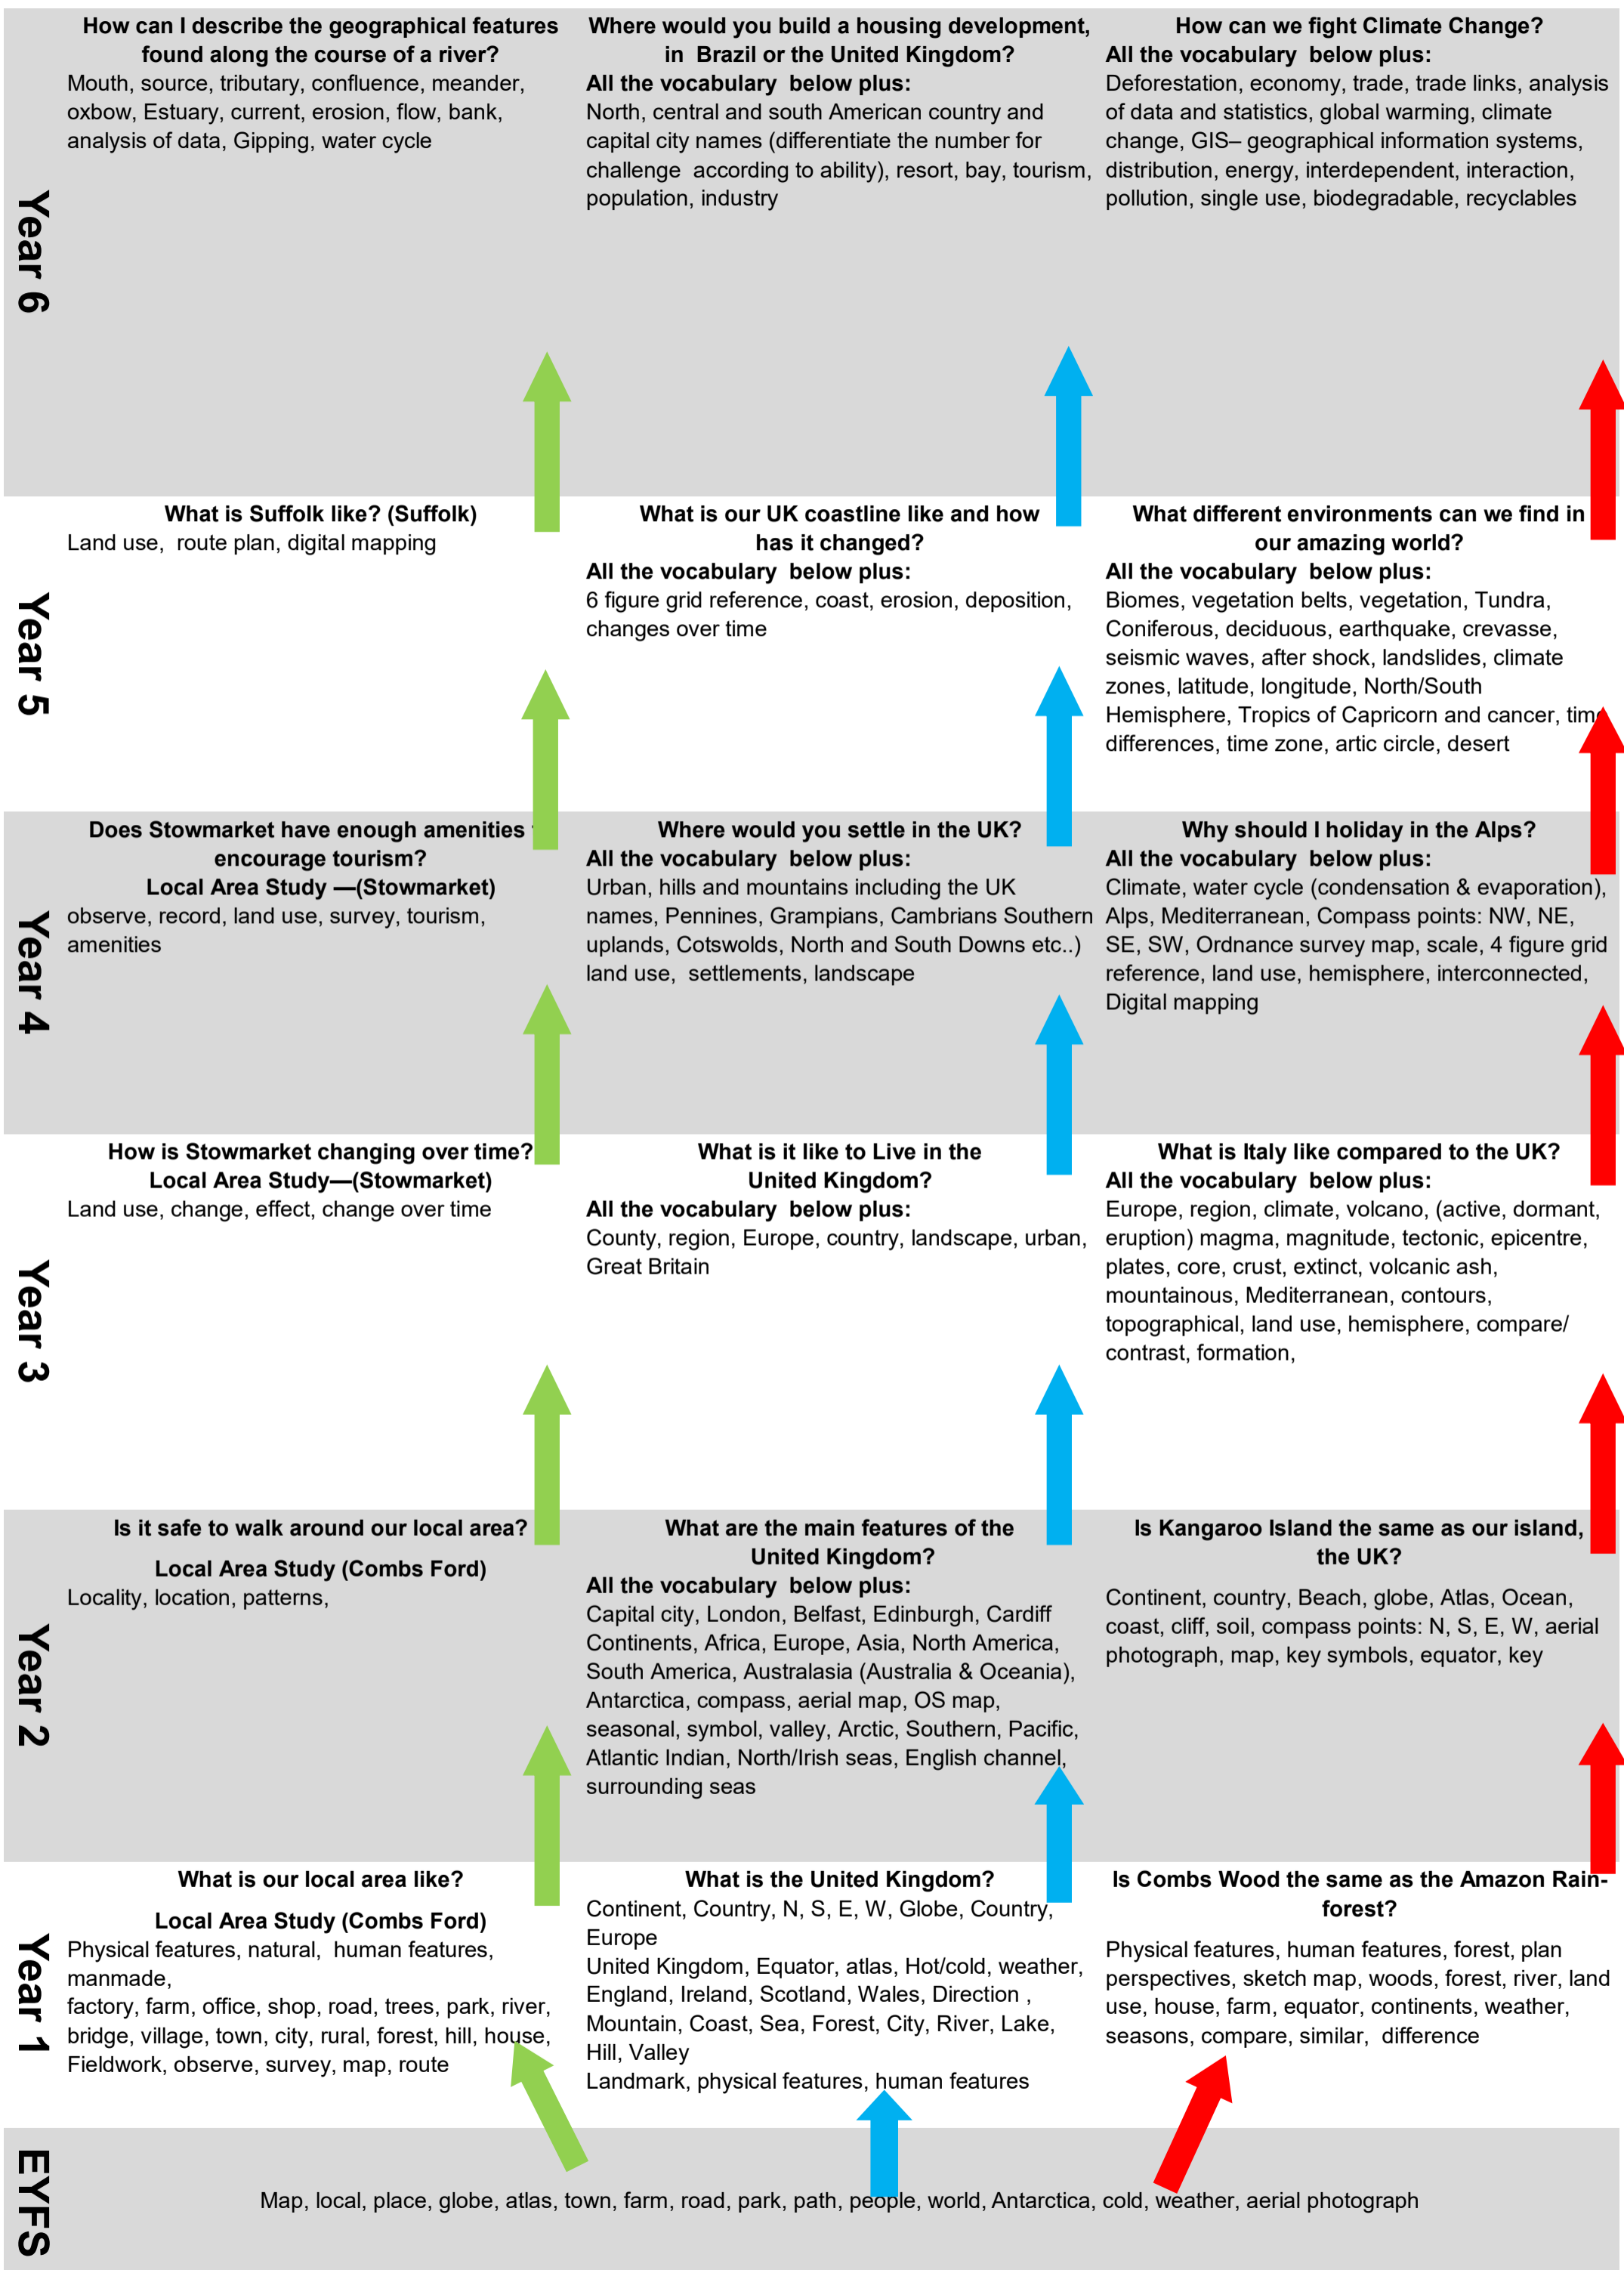 Year 6
How can I describe the geographical features
found along the course of a river?
Mouth, source, tributary, confluence, meander,
oxbow, Estuary, current, erosion, flow, bank,
analysis of data, Gipping, water cycle
Where would you build a housing development,
in  Brazil or the United Kingdom?
All the vocabulary  below plus:
North, central and south American country and
capital city names (differentiate the number for
challenge  according to ability), resort, bay, tourism,
population, industry
How can we fight Climate Change?
All the vocabulary  below plus:
Deforestation, economy, trade, trade links, analysis
of data and statistics, global warming, climate
change, GIS– geographical information systems,
distribution, energy, interdependent, interaction,
pollution, single use, biodegradable, recyclables
Year 5
What is Suffolk like? (Suffolk)
Land use,  route plan, digital mapping
What is our UK coastline like and how
has it changed?
All the vocabulary  below plus:
6 figure grid reference, coast, erosion, deposition,
changes over time
What different environments can we find in
our amazing world?
All the vocabulary  below plus:
Biomes, vegetation belts, vegetation, Tundra,
Coniferous, deciduous, earthquake, crevasse,
seismic waves, after shock, landslides, climate
zones, latitude, longitude, North/South
Hemisphere, Tropics of Capricorn and cancer, time
differences, time zone, artic circle, desert
Year 4
Does Stowmarket have enough amenities
encourage tourism?
Local Area Study —(Stowmarket)
observe, record, land use, survey, tourism,
amenities
Where would you settle in the UK?
All the vocabulary  below plus:
Urban, hills and mountains including the UK
names, Pennines, Grampians, Cambrians Southern
uplands, Cotswolds, North and South Downs etc..)
land use,  settlements, landscape
Why should I holiday in the Alps?
All the vocabulary  below plus:
Climate, water cycle (condensation & evaporation),
Alps, Mediterranean, Compass points: NW, NE,
SE, SW, Ordnance survey map, scale, 4 figure grid
reference, land use, hemisphere, interconnected,
Digital mapping
Year 3
How is Stowmarket changing over time?
Local Area Study—(Stowmarket)
Land use, change, effect, change over time
What is it like to Live in the
United Kingdom?
All the vocabulary  below plus:
County, region, Europe, country, landscape, urban,
Great Britain
What is Italy like compared to the UK?
All the vocabulary  below plus:
Europe, region, climate, volcano, (active, dormant,
eruption) magma, magnitude, tectonic, epicentre,
plates, core, crust, extinct, volcanic ash,
mountainous, Mediterranean, contours,
topographical, land use, hemisphere, compare/
contrast, formation,
Year 2
Is it safe to walk around our local area?
Local Area Study (Combs Ford)
Locality, location, patterns,
What are the main features of the
United Kingdom?
All the vocabulary  below plus:
Capital city, London, Belfast, Edinburgh, Cardiff
Continents, Africa, Europe, Asia, North America,
South America, Australasia (Australia & Oceania),
Antarctica, compass, aerial map, OS map,
seasonal, symbol, valley, Arctic, Southern, Pacific,
Atlantic Indian, North/Irish seas, English channel,
surrounding seas
Is Kangaroo Island the same as our island,
the UK?
Continent, country, Beach, globe, Atlas, Ocean,
coast, cliff, soil, compass points: N, S, E, W, aerial
photograph, map, key symbols, equator, key
Year 1
What is our local area like?
Local Area Study (Combs Ford)
Physical features, natural,  human features,
manmade,
factory, farm, office, shop, road, trees, park, river,
bridge, village, town, city, rural, forest, hill, house,
Fieldwork, observe, survey, map, route
What is the United Kingdom?
Continent, Country, N, S, E, W, Globe, Country,
Europe
United Kingdom, Equator, atlas, Hot/cold, weather,
England, Ireland, Scotland, Wales, Direction ,
Mountain, Coast, Sea, Forest, City, River, Lake,
Hill, Valley
Landmark, physical features, human features
Is Combs Wood the same as the Amazon Rain-
forest?
Physical features, human features, forest, plan
perspectives, sketch map, woods, forest, river, land
use, house, farm, equator, continents, weather,
seasons, compare, similar,  difference
EYFS
Map, local, place, globe, atlas, town, farm, road, park, path, people, world, Antarctica, cold, weather, aerial photograph